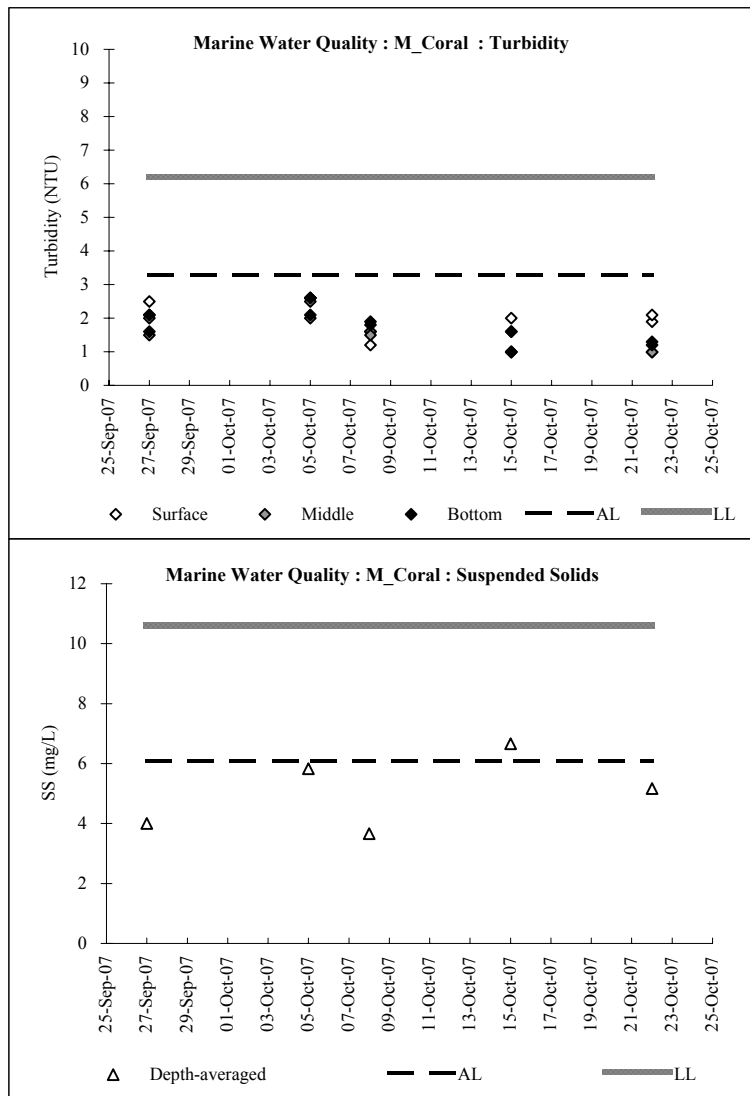 Marine Water Quality : M_Coral : Turbidity
Turbidity (NTU)
10
9
8
7
6
5
4
3
2
1
0
25-Sep-07
27-Sep-07
29-Sep-07
01-Oct-07
03-Oct-07
05-Oct-07
07-Oct-07
09-Oct-07
11-Oct-07
13-Oct-07
15-Oct-07
17-Oct-07
19-Oct-07
21-Oct-07
23-Oct-07
25-Oct-07
Surface Middle Bottom AL LL
Marine Water Quality : M_Coral : Suspended Solids
SS (mg/L)
12
10
8
6
4
2
0
25-Sep-07
27-Sep-07
29-Sep-07
01-Oct-07
03-Oct-07
05-Oct-07
07-Oct-07
09-Oct-07
11-Oct-07
13-Oct-07
15-Oct-07
17-Oct-07
19-Oct-07
21-Oct-07
23-Oct-07
25-Oct-07
Depth-averaged AL LL